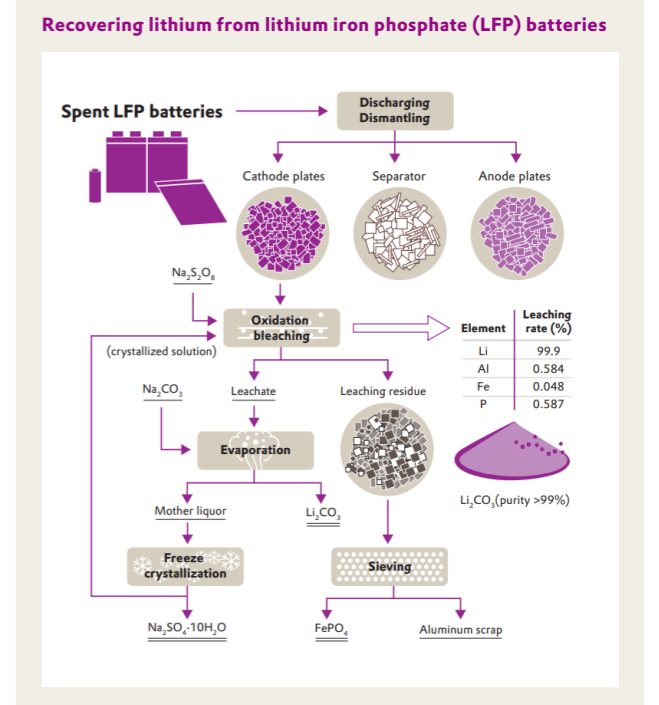 Recovering lithium from lithium iron phosphate (LFP) batteries
Spent LFP batteries
Discharging
Dismantling
Cathode plates
Separator
Anode plates
Na₂S₂O₈
Oxidation
bleaching
(crystallized solution)
Element
Leaching
rate (%)
Li 99.9
Al 0.584
Fe 0.048
P 0.587
Na₂CO₃
Leachate
Leaching residue
Evaporation
Li₂CO₃(purity >99%)
Mother liquor
Li₂CO₃
Freeze
crystallization
Sieving
Na₂SO₄·10H₂O
FePO₄
Aluminum scrap